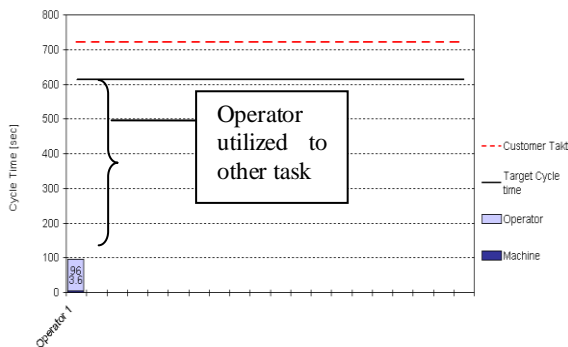 800
700
600
500
400
300
200
100
0
Cycle Time [sec]
Operator
utilized to
other task
96
3.6
Operator 1
Customer Takt
Target Cycle
time
Operator
Machine